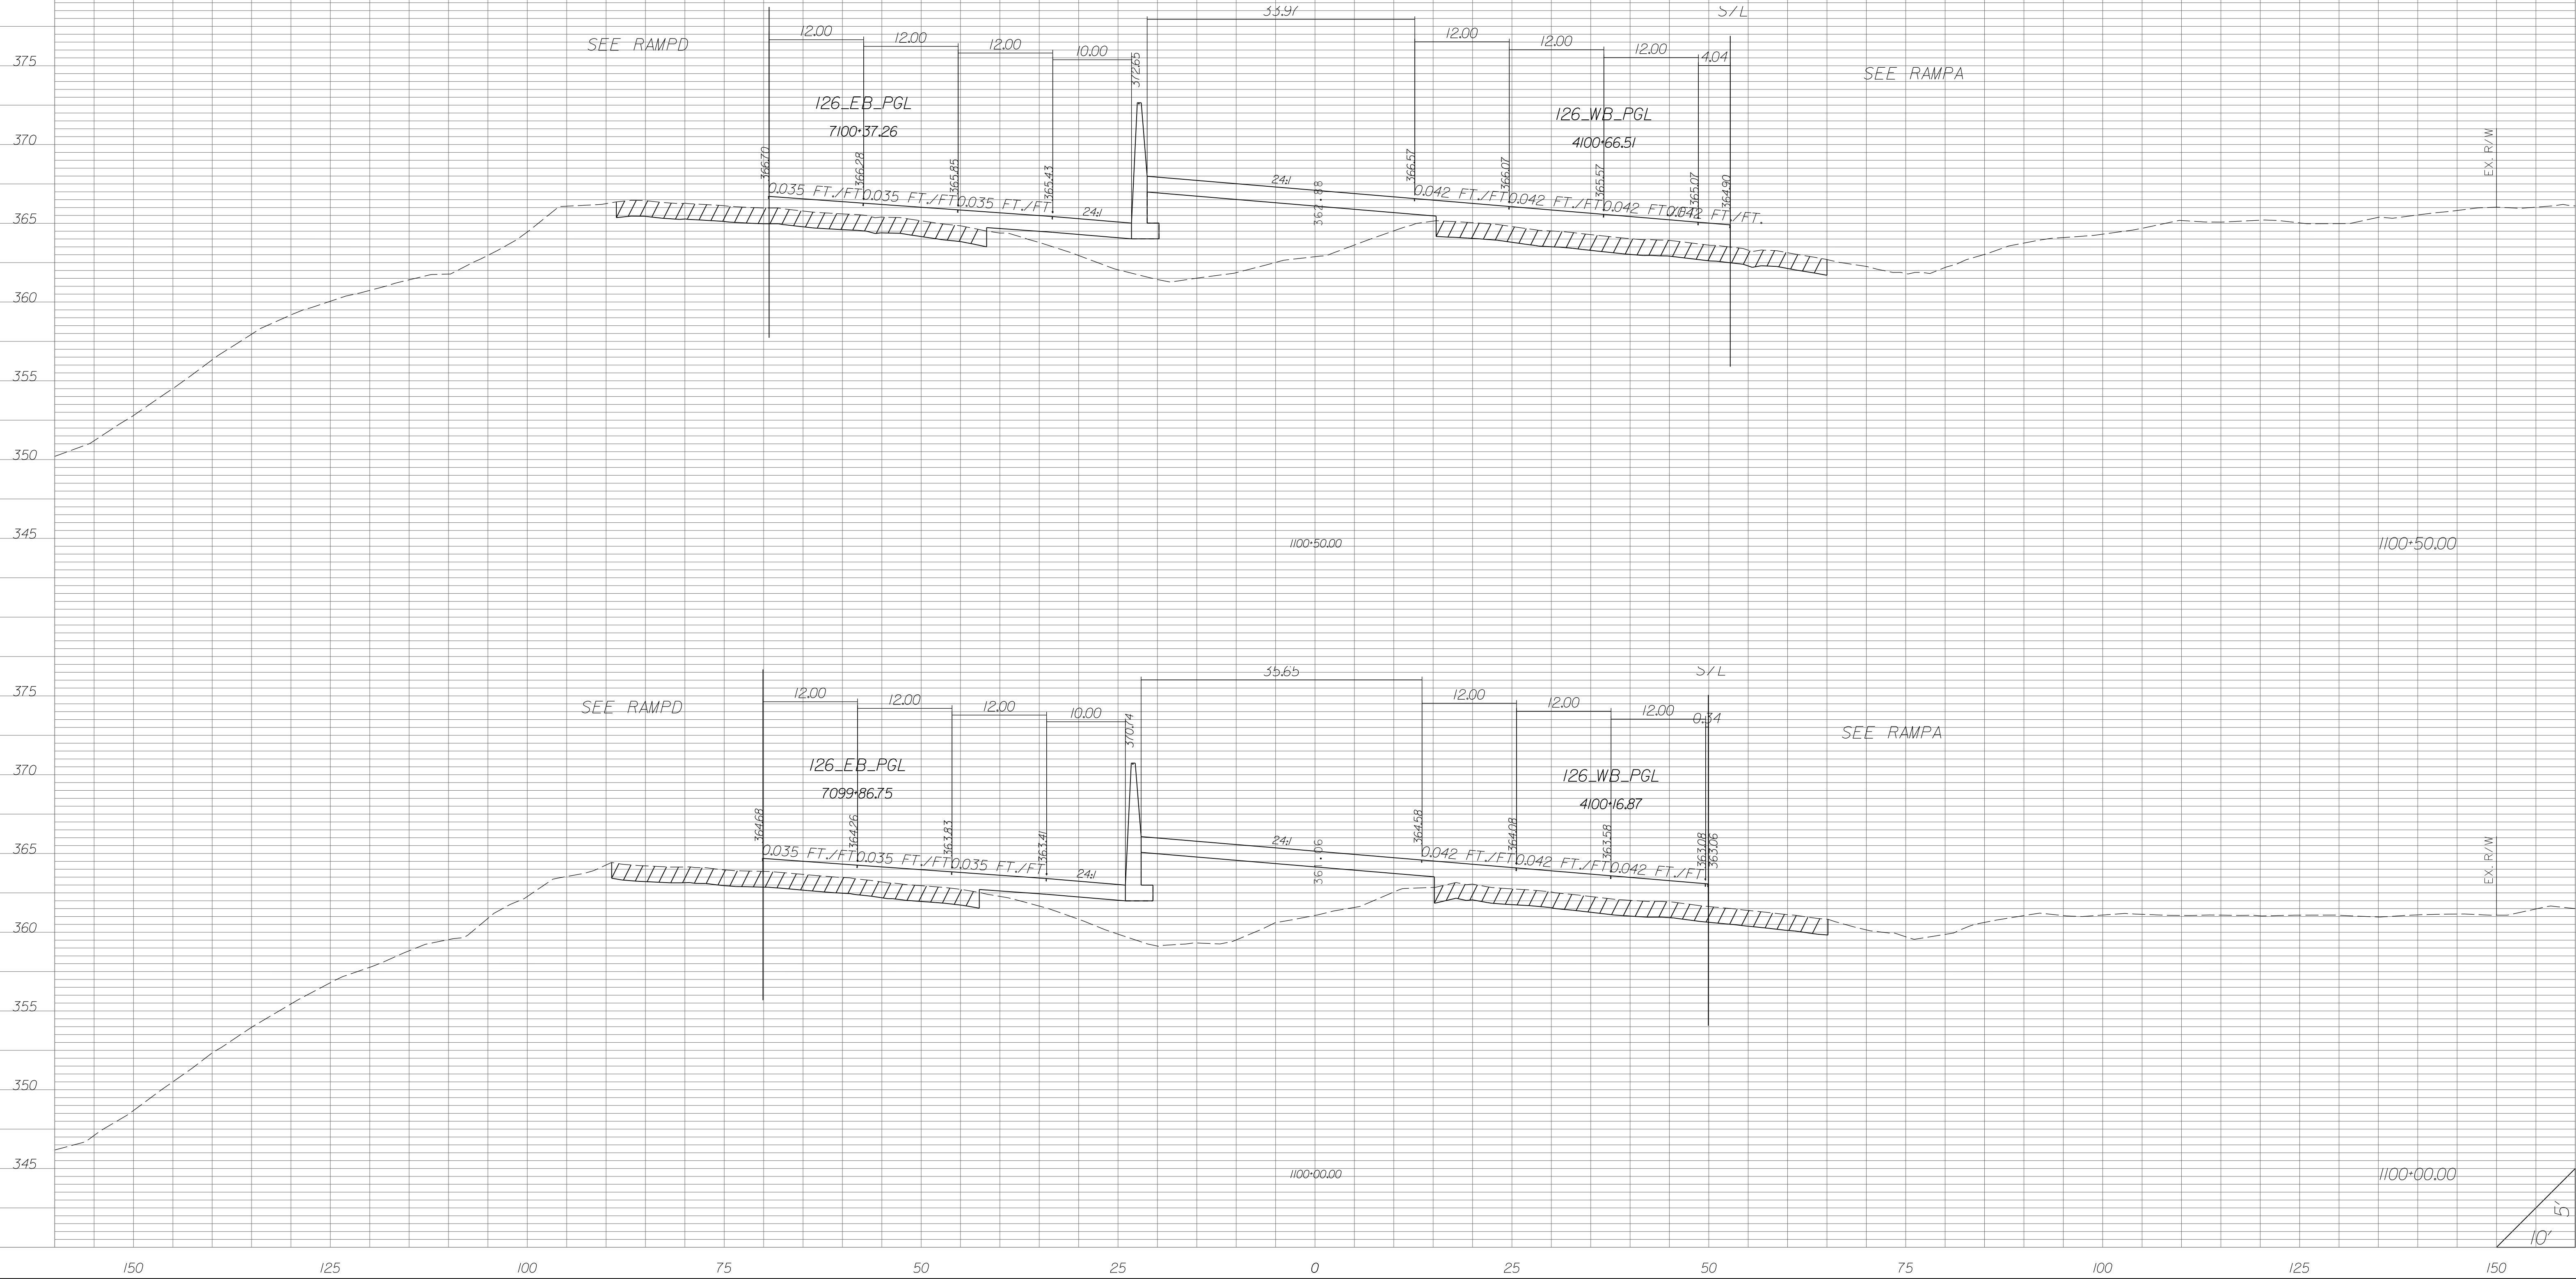 33.97
S/L
12.00
12.00
12.00
10.00
12.00
12.00
12.00
4.04
SEE RAMPD
SEE RAMPA
375
372.65
126_EB_PGL
7100+37.26
126_WB_PGL
4100+66.51
370
EX. R/W
366.70
366.28
365.85
365.43
366.57
366.07
365.57
365.07
364.90
0.035 FT./FT
0.035 FT./FT
0.035 FT./FT.
24:1
24:1
362.88
0.042 FT./FT
0.042 FT./FT
0.042 FT./FT
0.042 FT./FT.
365
360
355
350
345
1100+50.00
1100+50.00
35.65
S/L
12.00
12.00
12.00
10.00
12.00
12.00
12.00
0.34
SEE RAMPD
SEE RAMPA
375
370.74
126_EB_PGL
7099+86.75
126_WB_PGL
4100+16.87
370
EX. R/W
364.68
364.26
363.83
363.41
364.58
364.08
363.58
363.08
363.06
0.035 FT./FT
0.035 FT./FT
0.035 FT./FT.
24:1
24:1
361.06
0.042 FT./FT
0.042 FT./FT
0.042 FT./FT.
365
360
355
350
345
1100+00.00
1100+00.00
5'
10'
150 125 100 75 50 25 0 25 50 75 100 125 150